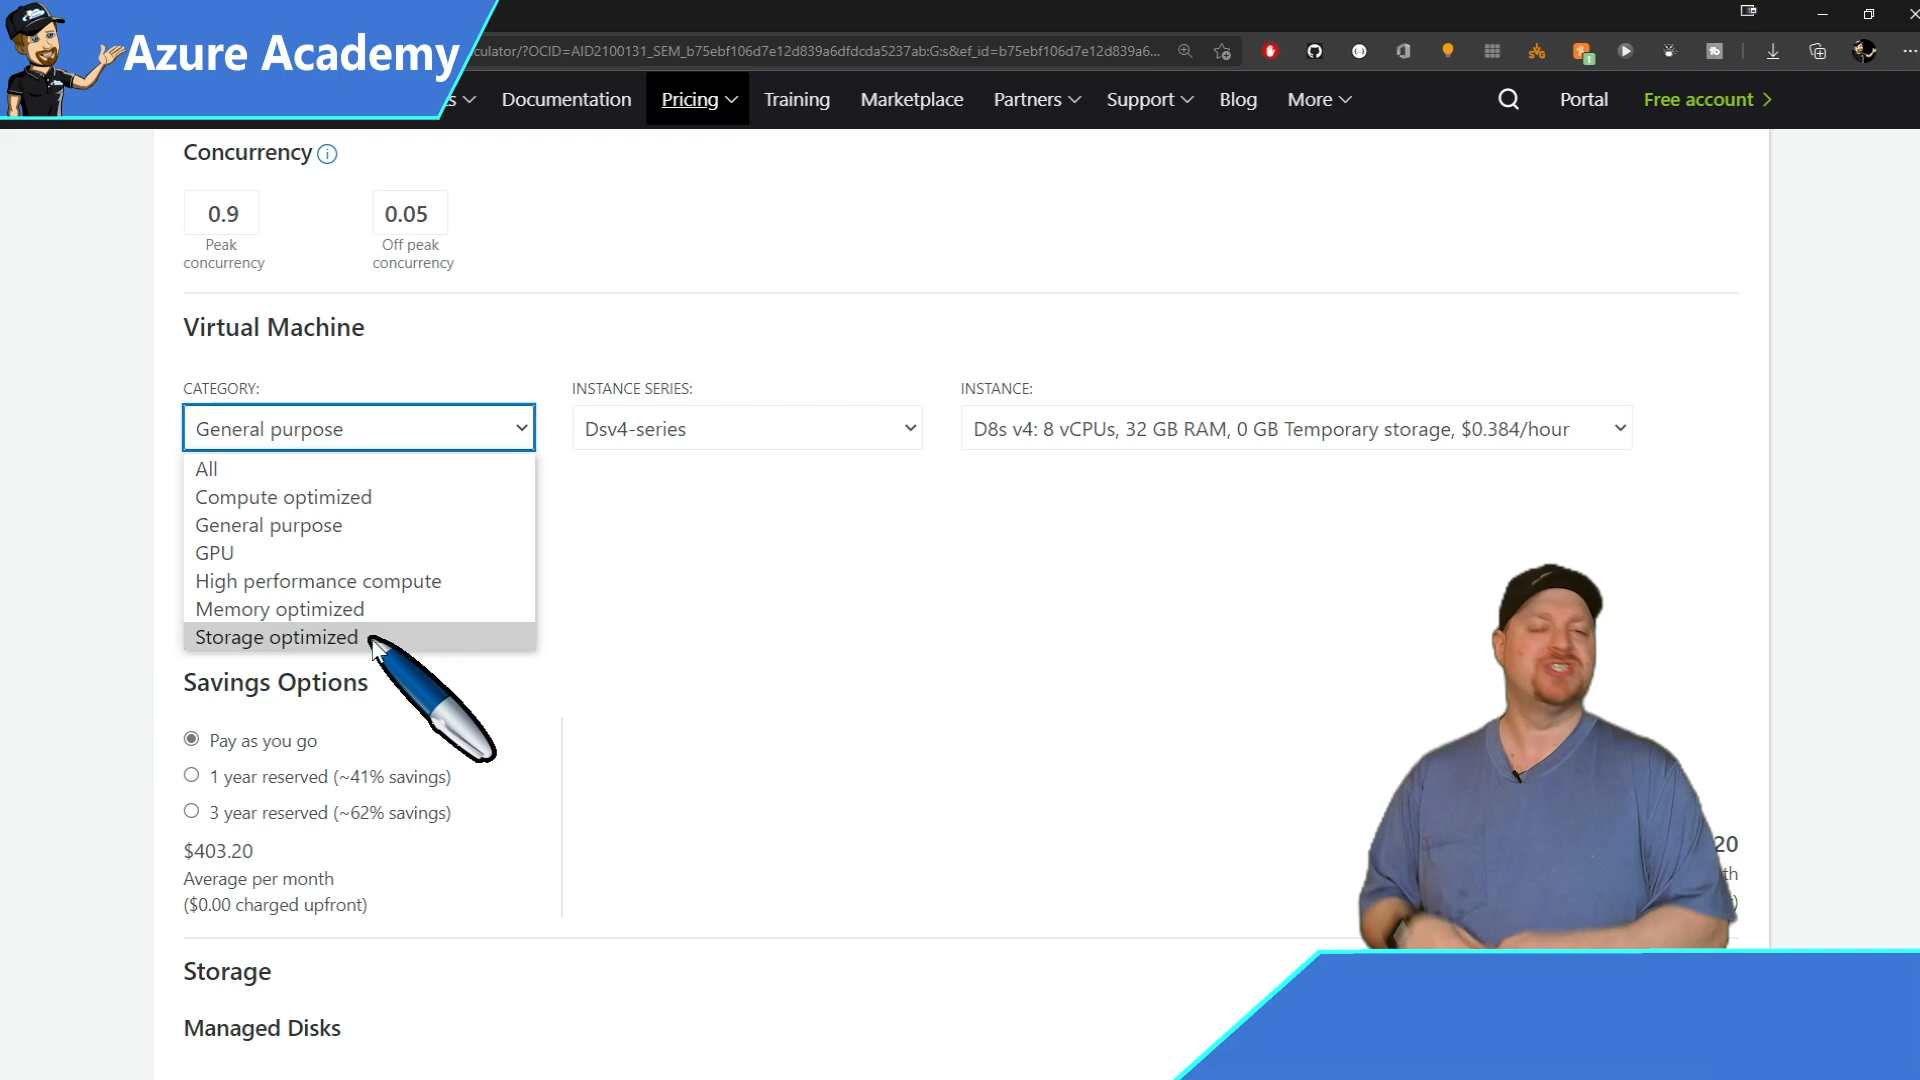 Azure Academy
culator/?OCID=AID2100131_SEM_b75ebf106d7e12d839a6dfdcda5237ab:G:s&ef_id=b75ebf106d7e12d839a6...
s Documentation Pricing Training Marketplace Partners Support Blog More Portal Free account
Concurrency
0.9 0.05
Peak concurrency
Off peak concurrency
Virtual Machine
CATEGORY: INSTANCE SERIES: INSTANCE:
General purpose Dsv4-series D8s v4: 8 vCPUs, 32 GB RAM, 0 GB Temporary storage, $0.384/hour
All
Compute optimized
General purpose
GPU
High performance compute
Memory optimized
Storage optimized
Savings Options
Pay as you go
1 year reserved (~41% savings)
3 year reserved (~62% savings)
$403.20
Average per month
($0.00 charged upfront)
20
th
)
Storage
Managed Disks